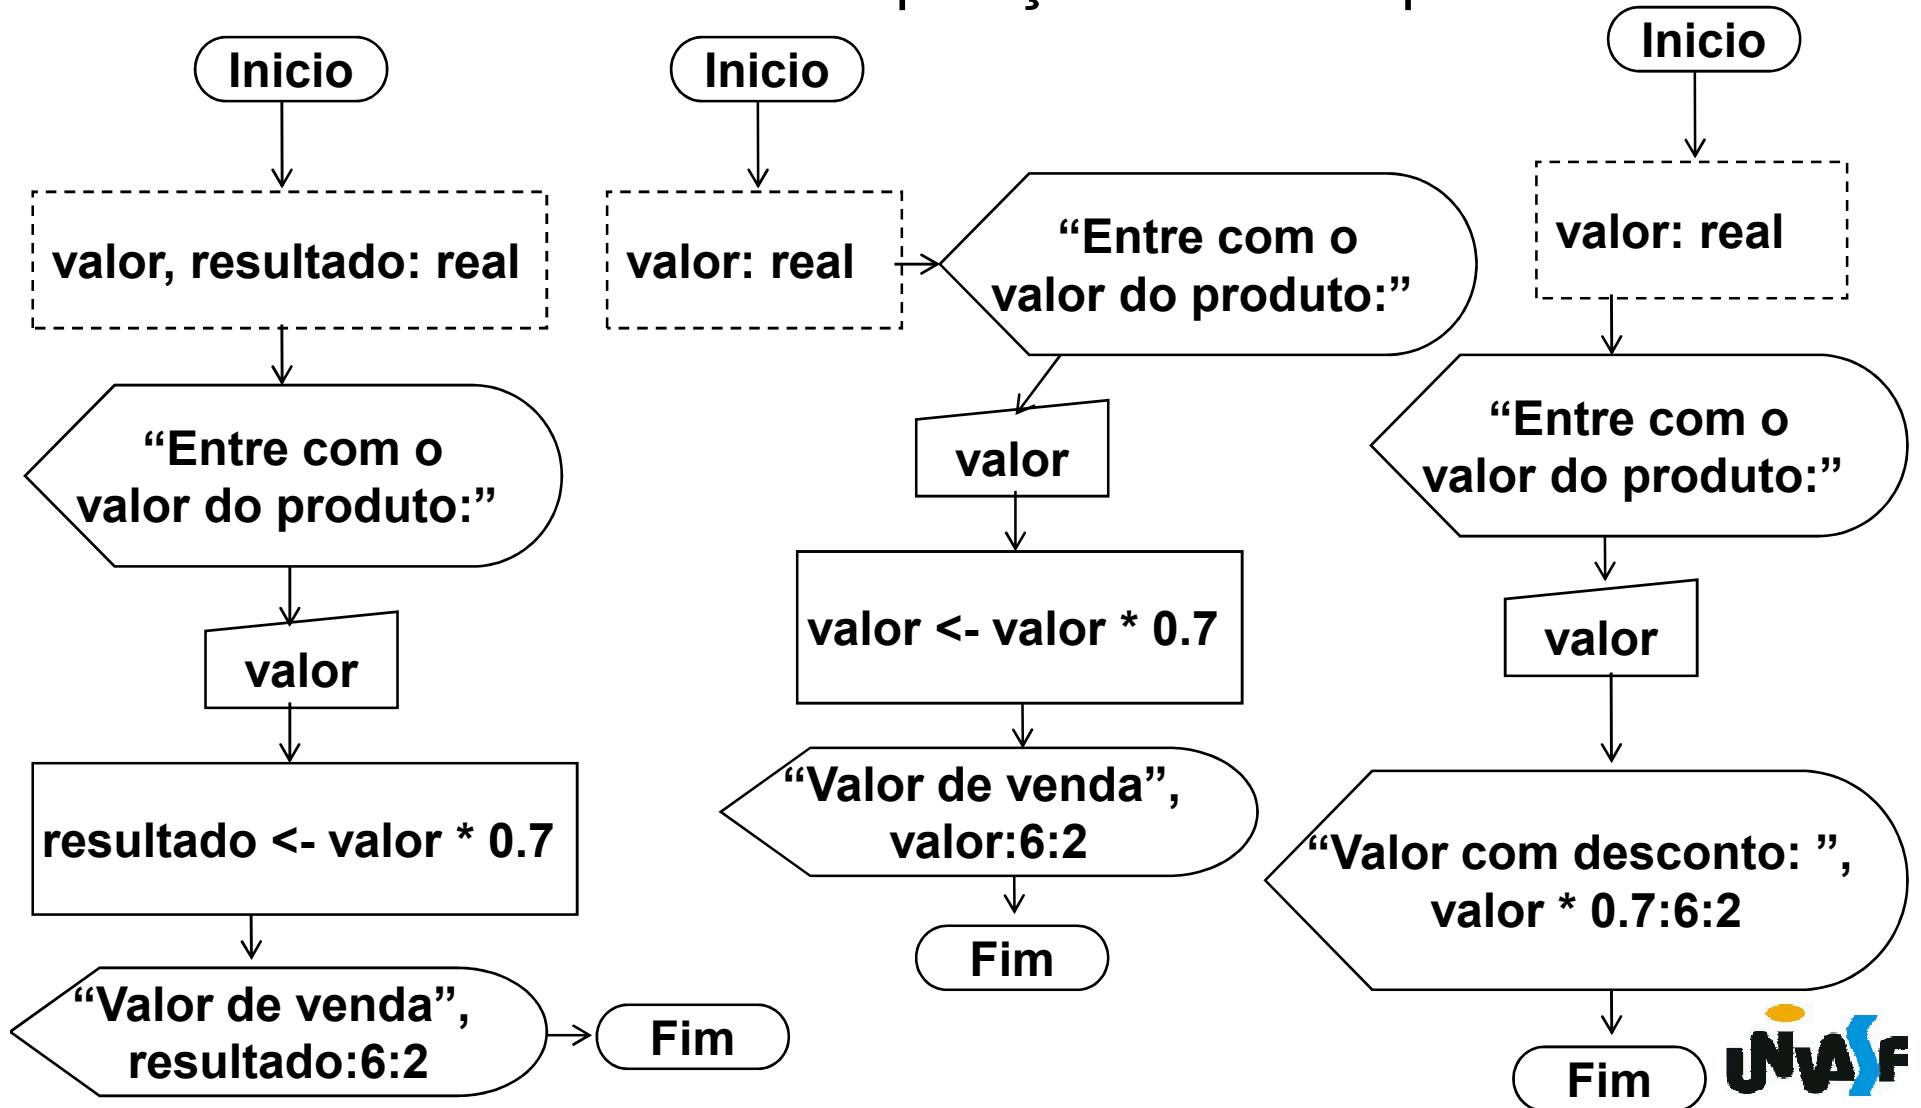 Inicio
valor, resultado: real
“Entre com o
valor do produto:”
valor
resultado <- valor * 0.7
“Valor de venda”,
resultado:6:2
Fim
Inicio
valor: real
“Entre com o
valor do produto:”
valor
valor <- valor * 0.7
“Valor de venda”,
valor:6:2
Fim
Inicio
valor: real
“Entre com o
valor do produto:”
valor
“Valor com desconto: ”,
valor * 0.7:6:2
Fim
UNIVASF